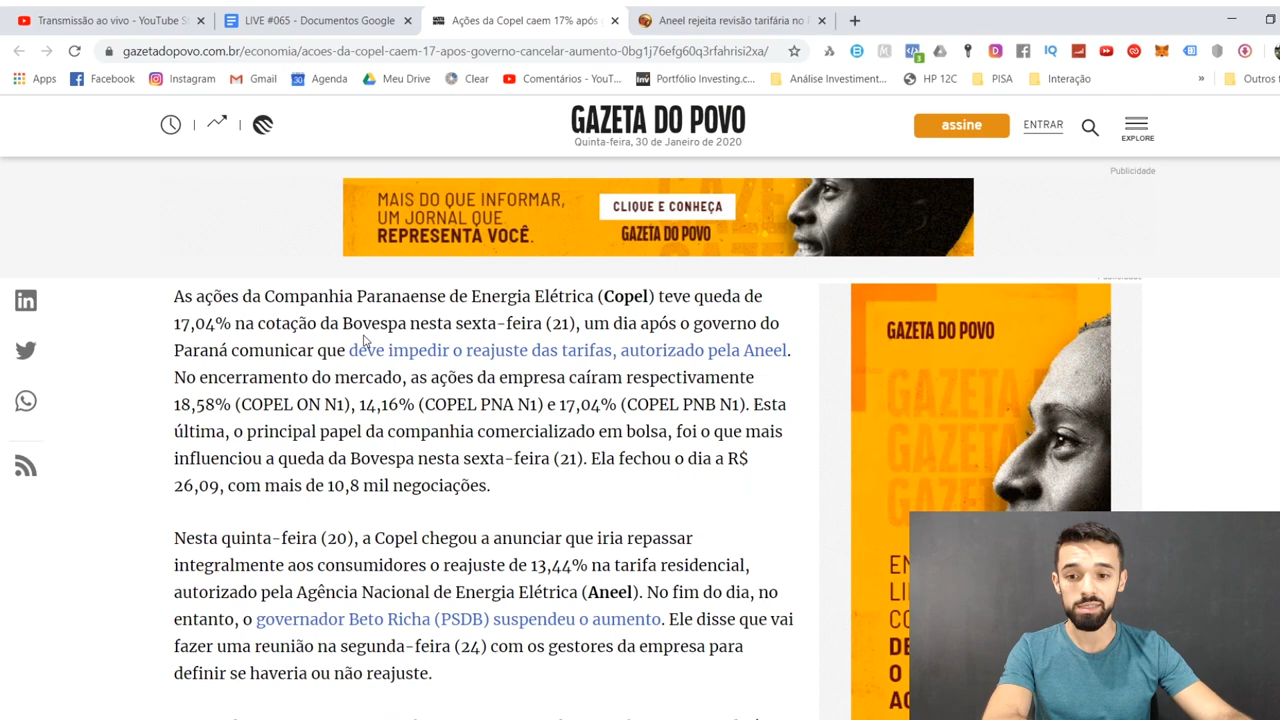 Transmissão ao vivo - YouTube S
LIVE #065 - Documentos Google
Ações da Copel caem 17% após
Aneel rejeita revisão tarifária no
gazetadopovo.com.br/economia/acoes-da-copel-caem-17-apos-governo-cancelar-aumento-0bg1j76efg60q3rfahrisi2xa/
3
Apps
Facebook
Instagram
Gmail
Agenda
Meu Drive
Clear
Comentários - YouT...
Portfólio Investing.c...
Análise Investiment...
HP 12C
PISA
Interação
»
Outros f
GAZETA DO POVO
Quinta-feira, 30 de Janeiro de 2020
assine
ENTRAR
EXPLORE
Publicidade
MAIS DO QUE INFORMAR,
UM JORNAL QUE
REPRESENTA VOCÊ.
CLIQUE E CONHEÇA
GAZETA DO POVO
As ações da Companhia Paranaense de Energia Elétrica (Copel) teve queda de
17,04% na cotação da Bovespa nesta sexta-feira (21), um dia após o governo do
Paraná comunicar que deve impedir o reajuste das tarifas, autorizado pela Aneel.
No encerramento do mercado, as ações da empresa caíram respectivamente
18,58% (COPEL ON N1), 14,16% (COPEL PNA N1) e 17,04% (COPEL PNB N1). Esta
última, o principal papel da companhia comercializado em bolsa, foi o que mais
influenciou a queda da Bovespa nesta sexta-feira (21). Ela fechou o dia a R$
26,09, com mais de 10,8 mil negociações.
Nesta quinta-feira (20), a Copel chegou a anunciar que iria repassar
integralmente aos consumidores o reajuste de 13,44% na tarifa residencial,
autorizado pela Agência Nacional de Energia Elétrica (Aneel). No fim do dia, no
entanto, o governador Beto Richa (PSDB) suspendeu o aumento. Ele disse que vai
fazer uma reunião na segunda-feira (24) com os gestores da empresa para
definir se haveria ou não reajuste.
GAZETA DO POVO